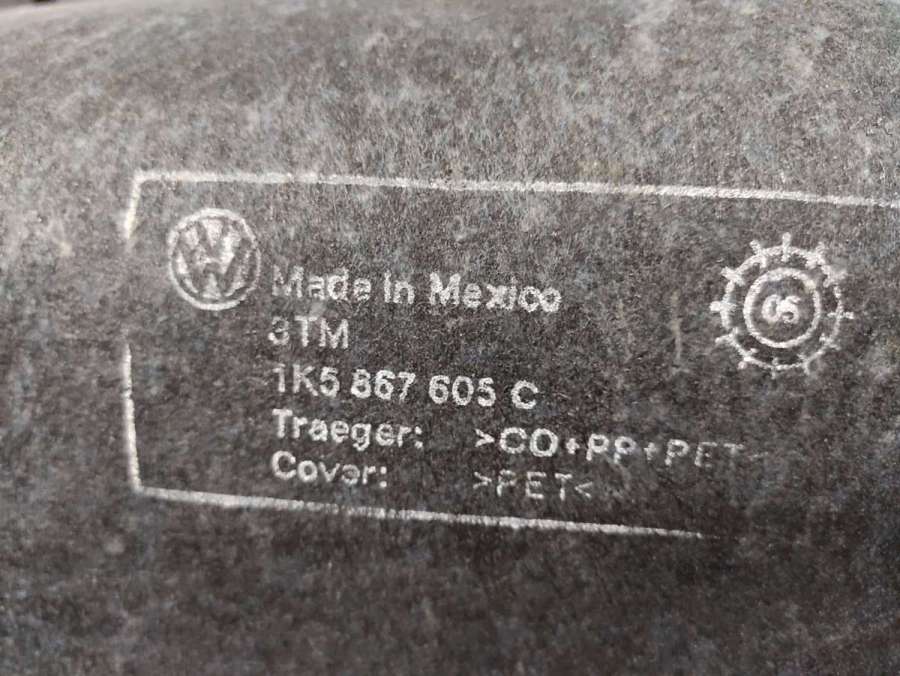 Made in Mexico
3TM
1K5 867 605 C
Traeger: >CO+PP+PET
Cover: >PET<
05